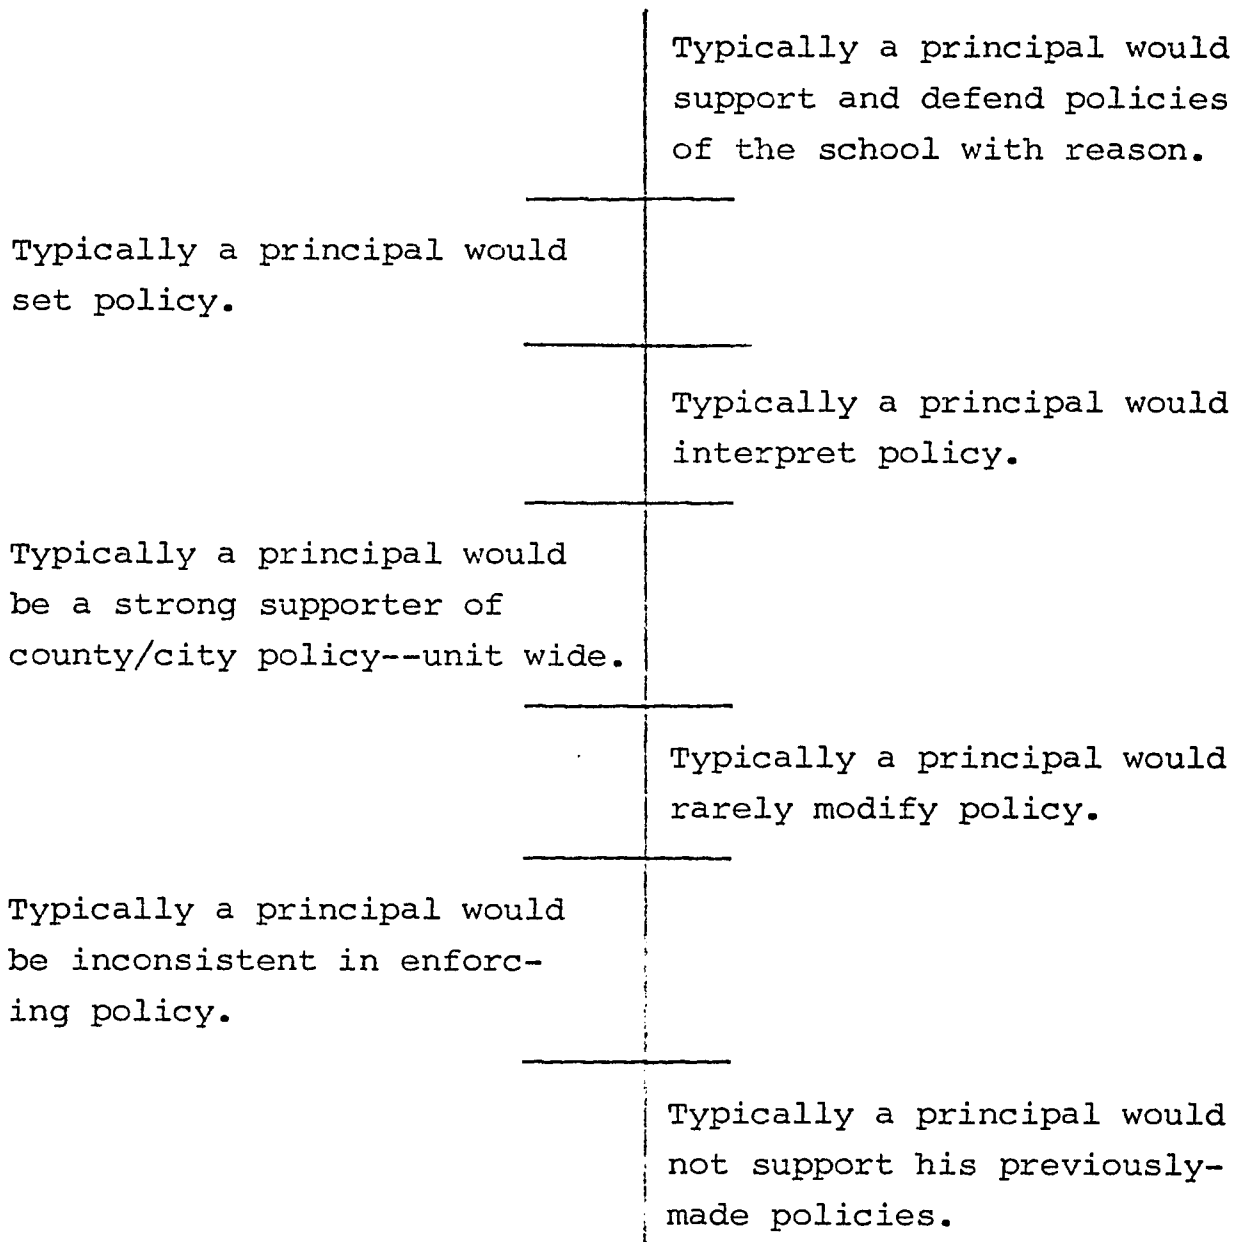 Typically a principal would
support and defend policies
of the school with reason.
Typically a principal would
set policy.
Typically a principal would
interpret policy.
Typically a principal would
be a strong supporter of
county/city policy--unit wide.
Typically a principal would
rarely modify policy.
Typically a principal would
be inconsistent in enforc-
ing policy.
Typically a principal would
not support his previously-
made policies.